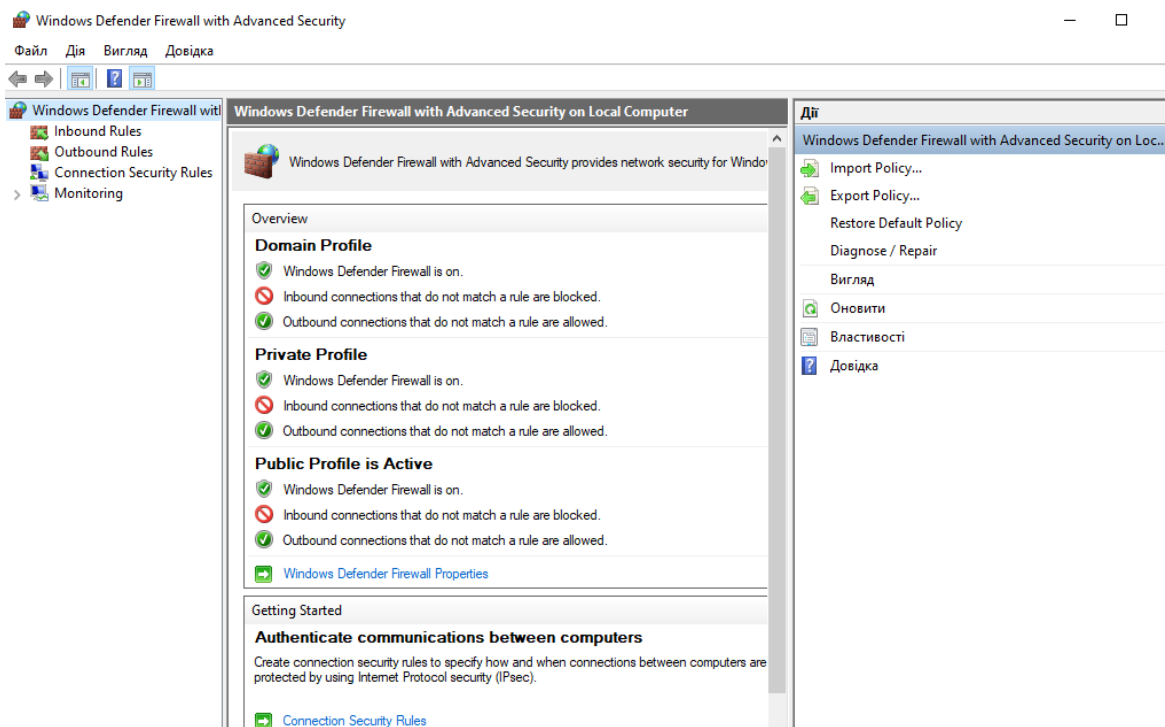 Windows Defender Firewall with Advanced Security
Файл Дія Вигляд Довідка
Windows Defender Firewall with
Inbound Rules
Outbound Rules
Connection Security Rules
Monitoring
Windows Defender Firewall with Advanced Security on Local Computer
Windows Defender Firewall with Advanced Security provides network security for Window
Overview
Domain Profile
Windows Defender Firewall is on.
Inbound connections that do not match a rule are blocked.
Outbound connections that do not match a rule are allowed.
Private Profile
Windows Defender Firewall is on.
Inbound connections that do not match a rule are blocked.
Outbound connections that do not match a rule are allowed.
Public Profile is Active
Windows Defender Firewall is on.
Inbound connections that do not match a rule are blocked.
Outbound connections that do not match a rule are allowed.
Windows Defender Firewall Properties
Getting Started
Authenticate communications between computers
Create connection security rules to specify how and when connections between computers are
protected by using Internet Protocol security (IPsec).
Connection Security Rules
Дії
Windows Defender Firewall with Advanced Security on Loc...
Import Policy...
Export Policy...
Restore Default Policy
Diagnose / Repair
Вигляд
Оновити
Властивості
Довідка